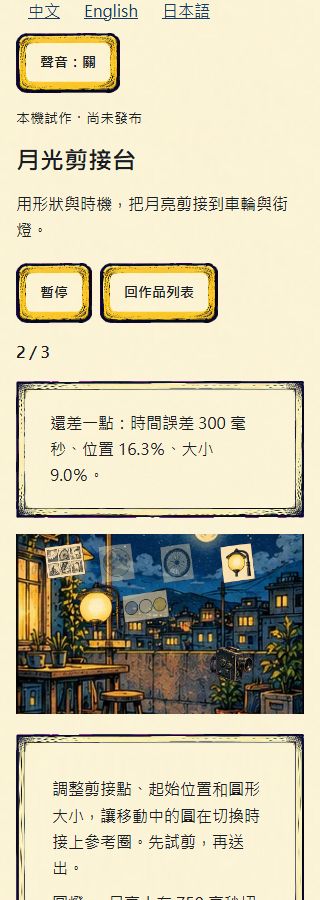 中文 English 日本語
聲音：關
本機試作・尚未發布
月光剪接台
用形狀與時機，把月亮剪接到車輪與街
燈。
暫停 回作品列表
2 / 3
還差一點：時間誤差 300 毫
秒、位置 16.3%、大小
9.0%。
調整剪接點、起始位置和圓形
大小，讓移動中的圓在切換時
接上參考圈。先試剪，再送
出。